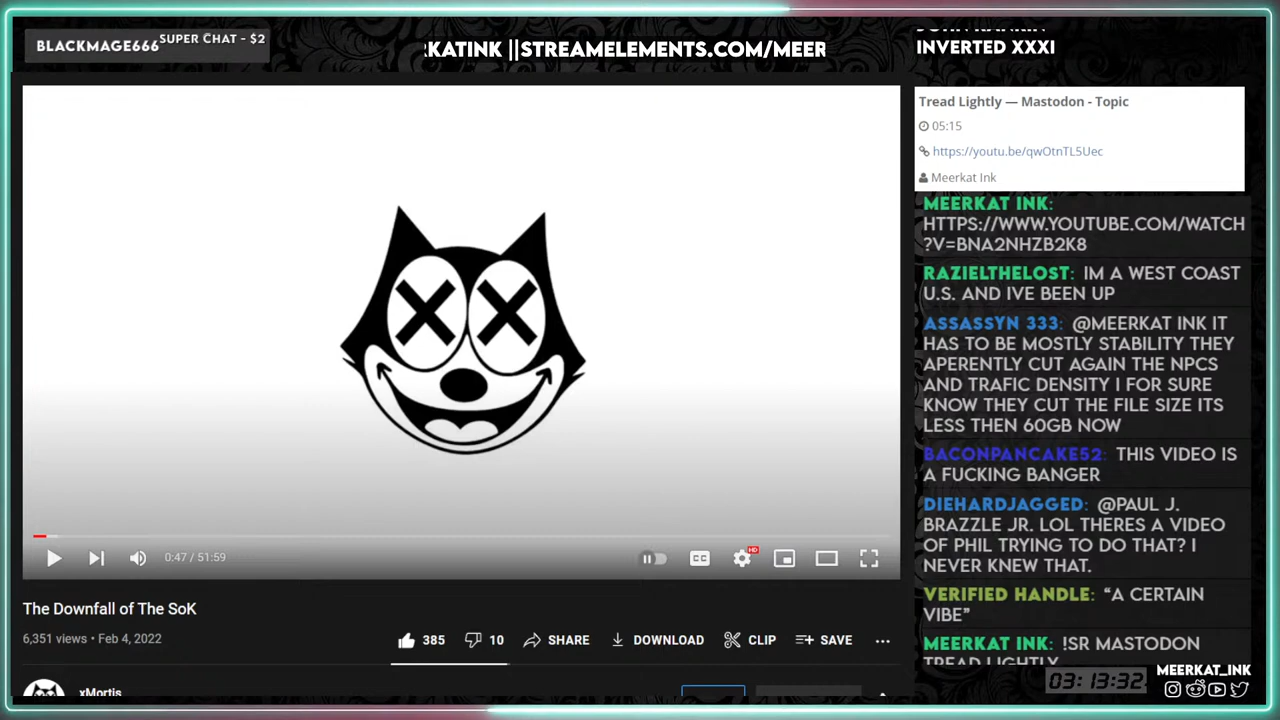 BLACKMAGE666 SUPER CHAT - $2
KATINK ||STREAMELEMENTS.COM/MEER
JOHN RANKIN
INVERTED XXXI
Tread Lightly — Mastodon - Topic
05:15
https://youtu.be/qwOtnTL5Uec
Meerkat Ink
MEERKAT INK:
HTTPS://WWW.YOUTUBE.COM/WATCH
?V=BNA2NHZB2K8
RAZIELTHELOST: IM A WEST COAST
U.S. AND IVE BEEN UP
ASSASSYN 333: @MEERKAT INK IT
HAS TO BE MOSTLY STABILITY THEY
APERENTLY CUT AGAIN THE NPCS
AND TRAFIC DENSITY I FOR SURE
KNOW THEY CUT THE FILE SIZE ITS
LESS THEN 60GB NOW
BACONPANCAKE52: THIS VIDEO IS
A FUCKING BANGER
DIEHARDJAGGED: @PAUL J.
BRAZZLE JR. LOL THERES A VIDEO
OF PHIL TRYING TO DO THAT? I
NEVER KNEW THAT.
VERIFIED HANDLE: “A CERTAIN
VIBE”
MEERKAT INK: !SR MASTODON
TREAD LIGHTLY
0:47 / 51:59
CC
HD
The Downfall of The SoK
6,351 views • Feb 4, 2022
385
10
SHARE
DOWNLOAD
CLIP
SAVE
xMortis
03:13:32
MEERKAT_INK